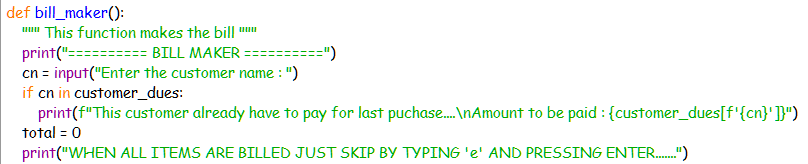 def bill_maker():
    """ This function makes the bill """
    print("========== BILL MAKER ==========")
    cn = input("Enter the customer name : ")
    if cn in customer_dues:
        print(f"This customer already have to pay for last puchase....\nAmount to be paid : {customer_dues[f'{cn}']}")
    total = 0
    print("WHEN ALL ITEMS ARE BILLED JUST SKIP BY TYPING 'e' AND PRESSING ENTER.......")